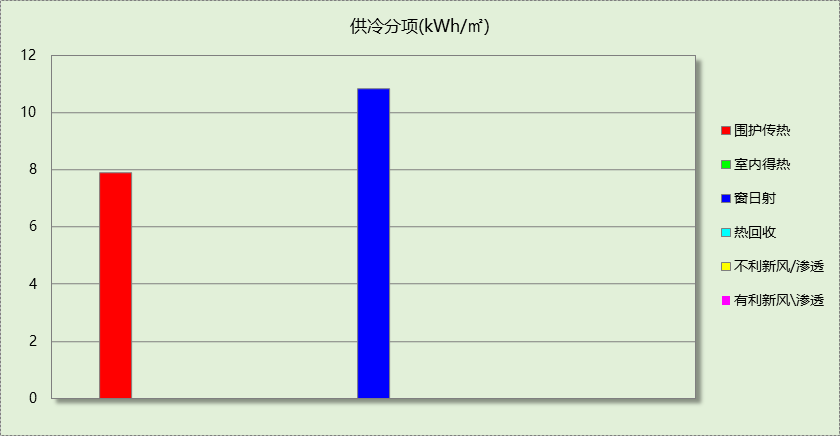 供冷分项(kWh/㎡)
12
10
8
6
4
2
0
围护传热
室内得热
窗日射
热回收
不利新风/渗透
有利新风\渗透